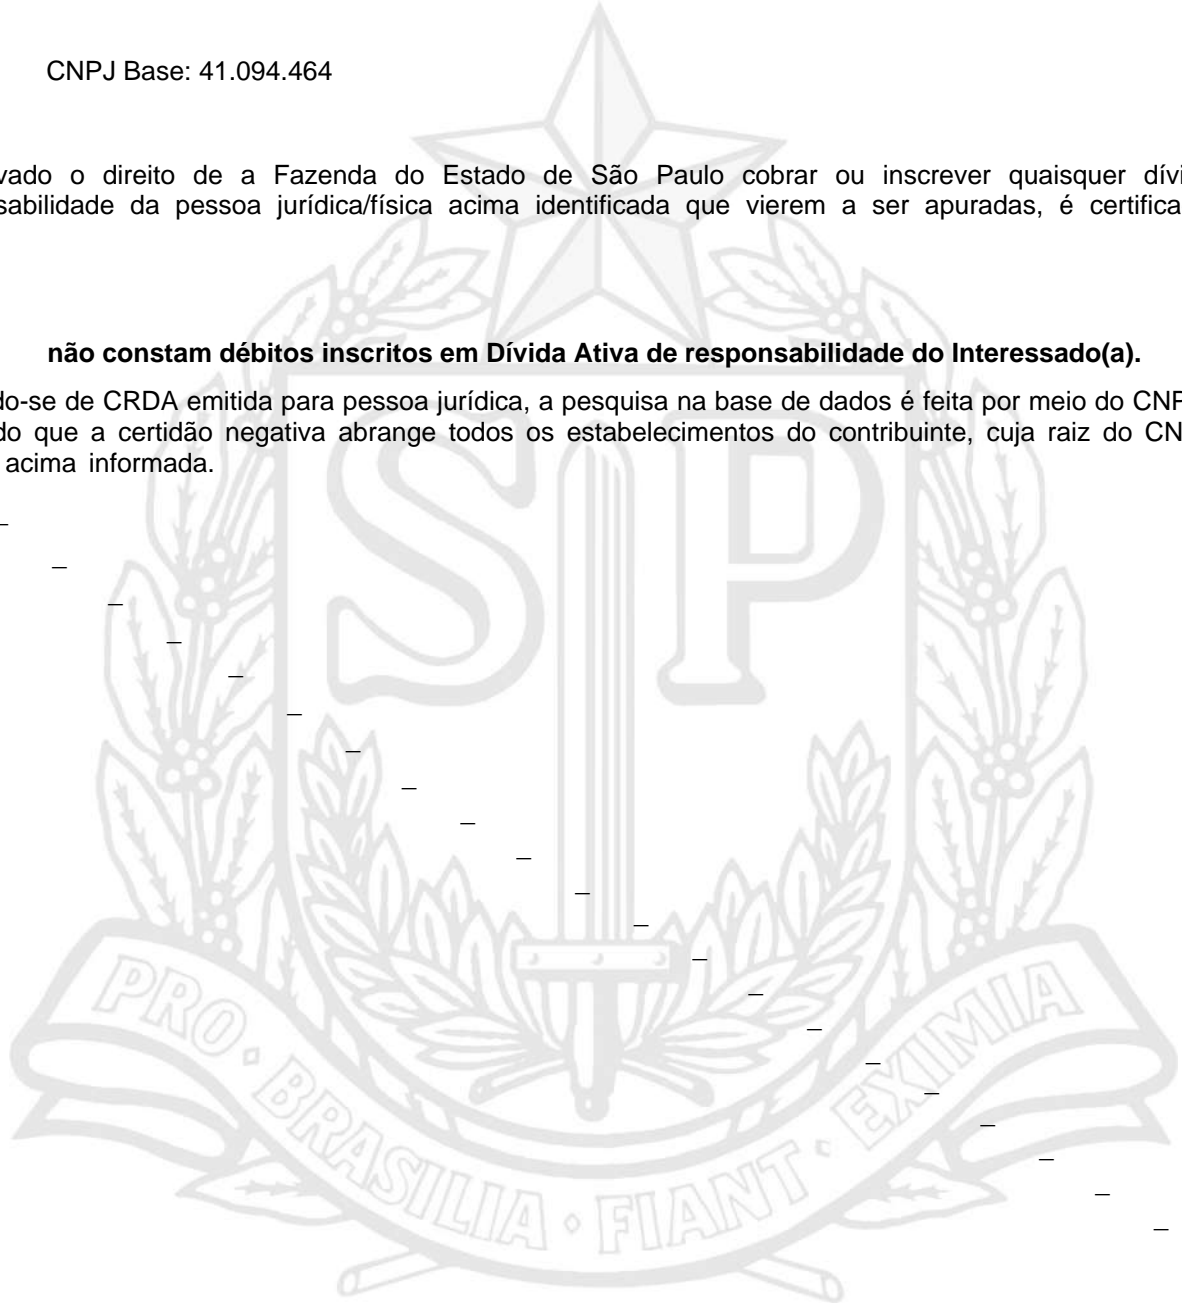 CNPJ Base: 41.094.464
vado o direito de a Fazenda do Estado de São Paulo cobrar ou inscrever quaisquer dívi
sabilidade da pessoa jurídica/física acima identificada que vierem a ser apuradas, é certifica
não constam débitos inscritos em Dívida Ativa de responsabilidade do Interessado(a).
do-se de CRDA emitida para pessoa jurídica, a pesquisa na base de dados é feita por meio do CNP
do que a certidão negativa abrange todos os estabelecimentos do contribuinte, cuja raiz do CN
acima informada.
SP
PRO · BRASILIA · FIANT · EXIMIA